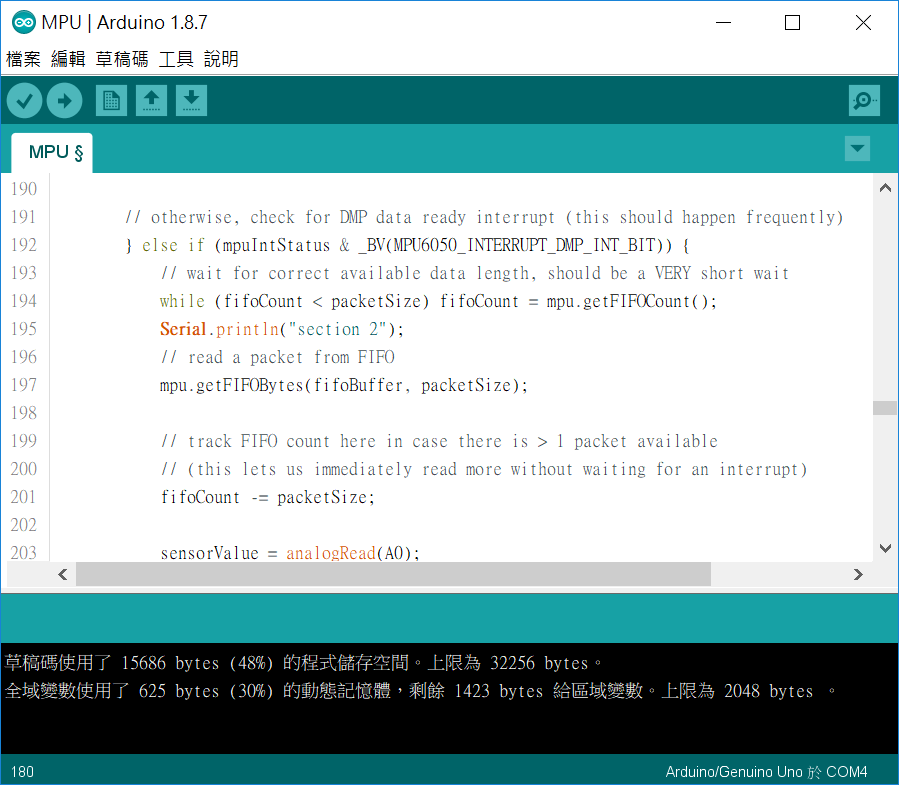 MPU | Arduino 1.8.7
檔案 編輯 草稿碼 工具 說明
MPU §
190
191 // otherwise, check for DMP data ready interrupt (this should happen frequently)
192 } else if (mpuIntStatus & _BV(MPU6050_INTERRUPT_DMP_INT_BIT)) {
193 // wait for correct available data length, should be a VERY short wait
194 while (fifoCount < packetSize) fifoCount = mpu.getFIFOCount();
195 Serial.println("section 2");
196 // read a packet from FIFO
197 mpu.getFIFOBytes(fifoBuffer, packetSize);
198
199 // track FIFO count here in case there is > 1 packet available
200 // (this lets us immediately read more without waiting for an interrupt)
201 fifoCount -= packetSize;
202
203 sensorValue = analogRead(A0);
草稿碼使用了 15686 bytes (48%) 的程式儲存空間。上限為 32256 bytes。
全域變數使用了 625 bytes (30%) 的動態記憶體，剩餘 1423 bytes 給區域變數。上限為 2048 bytes 。
180
Arduino/Genuino Uno 於 COM4